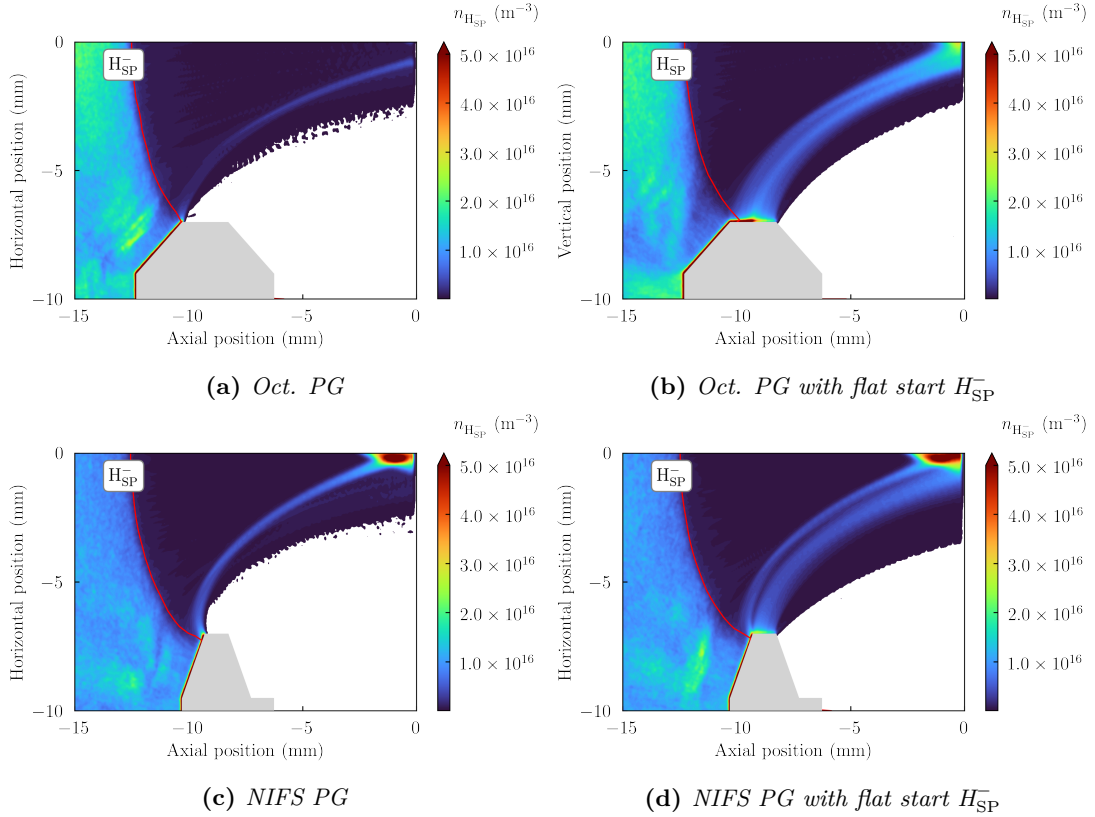 n_{H_{SP}^-} (m^{-3})
n_{H_{SP}^-} (m^{-3})
0
H_{SP}^-
5.0 × 10^{16}
0
H_{SP}^-
5.0 × 10^{16}
4.0 × 10^{16}
4.0 × 10^{16}
3.0 × 10^{16}
3.0 × 10^{16}
−5
−5
2.0 × 10^{16}
2.0 × 10^{16}
1.0 × 10^{16}
1.0 × 10^{16}
Horizontal position (mm)
Vertical position (mm)
−10
−10
−15 −10 −5 0
−15 −10 −5 0
Axial position (mm)
Axial position (mm)
(a) Oct. PG
(b) Oct. PG with flat start H_{SP}^-
n_{H_{SP}^-} (m^{-3})
n_{H_{SP}^-} (m^{-3})
0
H_{SP}^-
5.0 × 10^{16}
0
H_{SP}^-
5.0 × 10^{16}
4.0 × 10^{16}
4.0 × 10^{16}
3.0 × 10^{16}
3.0 × 10^{16}
−5
−5
2.0 × 10^{16}
2.0 × 10^{16}
1.0 × 10^{16}
1.0 × 10^{16}
Horizontal position (mm)
Horizontal position (mm)
−10
−10
−15 −10 −5 0
−15 −10 −5 0
Axial position (mm)
Axial position (mm)
(c) NIFS PG
(d) NIFS PG with flat start H_{SP}^-